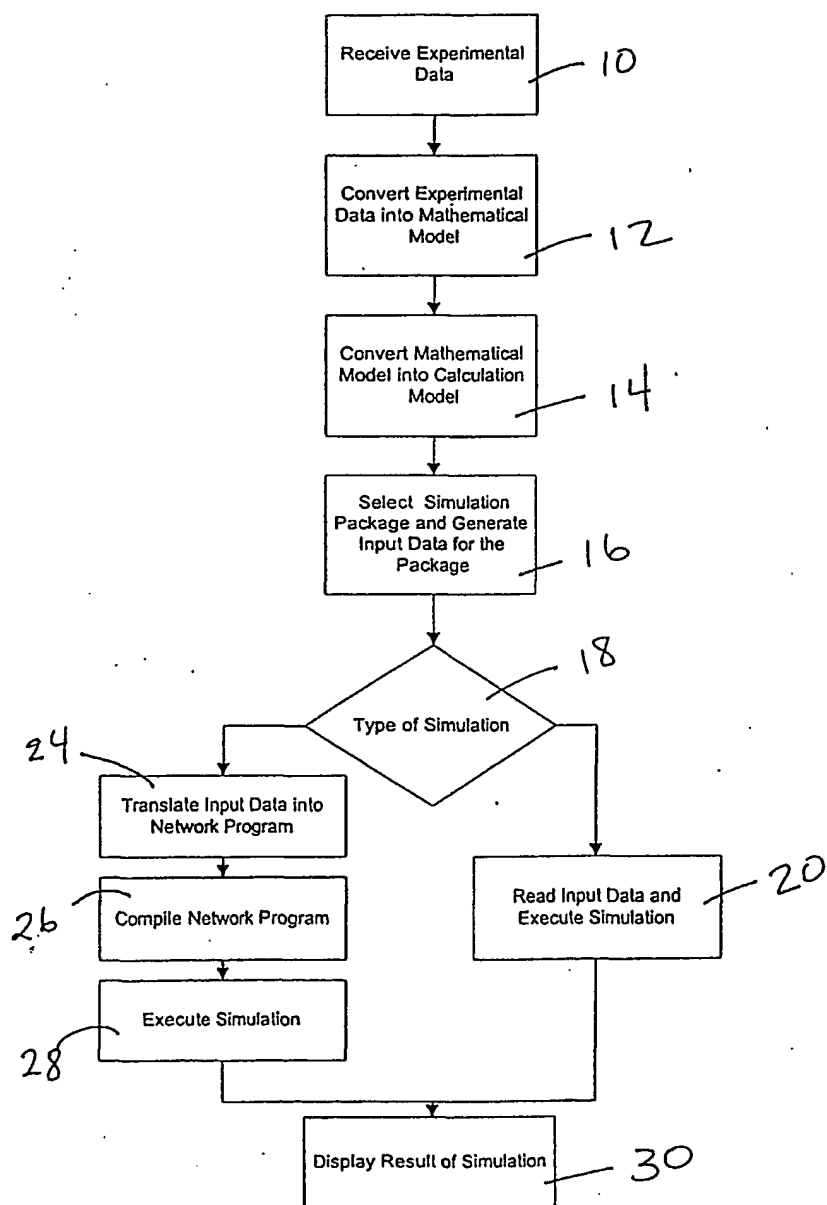 Receive Experimental
Data
10
Convert Experimental
Data into Mathematical
Model
12
Convert Mathematical
Model into Calculation
Model
14
Select Simulation
Package and Generate
Input Data for the
Package
16
18
Type of Simulation
24
Translate Input Data into
Network Program
26
Compile Network Program
28
Execute Simulation
20
Read Input Data and
Execute Simulation
Display Result of Simulation
30